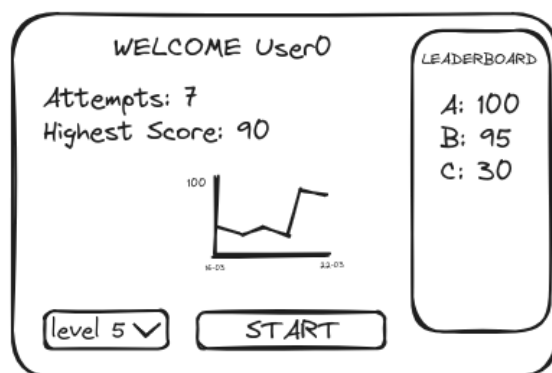 WELCOME User0
Attempts: 7
Highest Score: 90
100
16-03
22-03
level 5
START
LEADERBOARD
A: 100
B: 95
C: 30